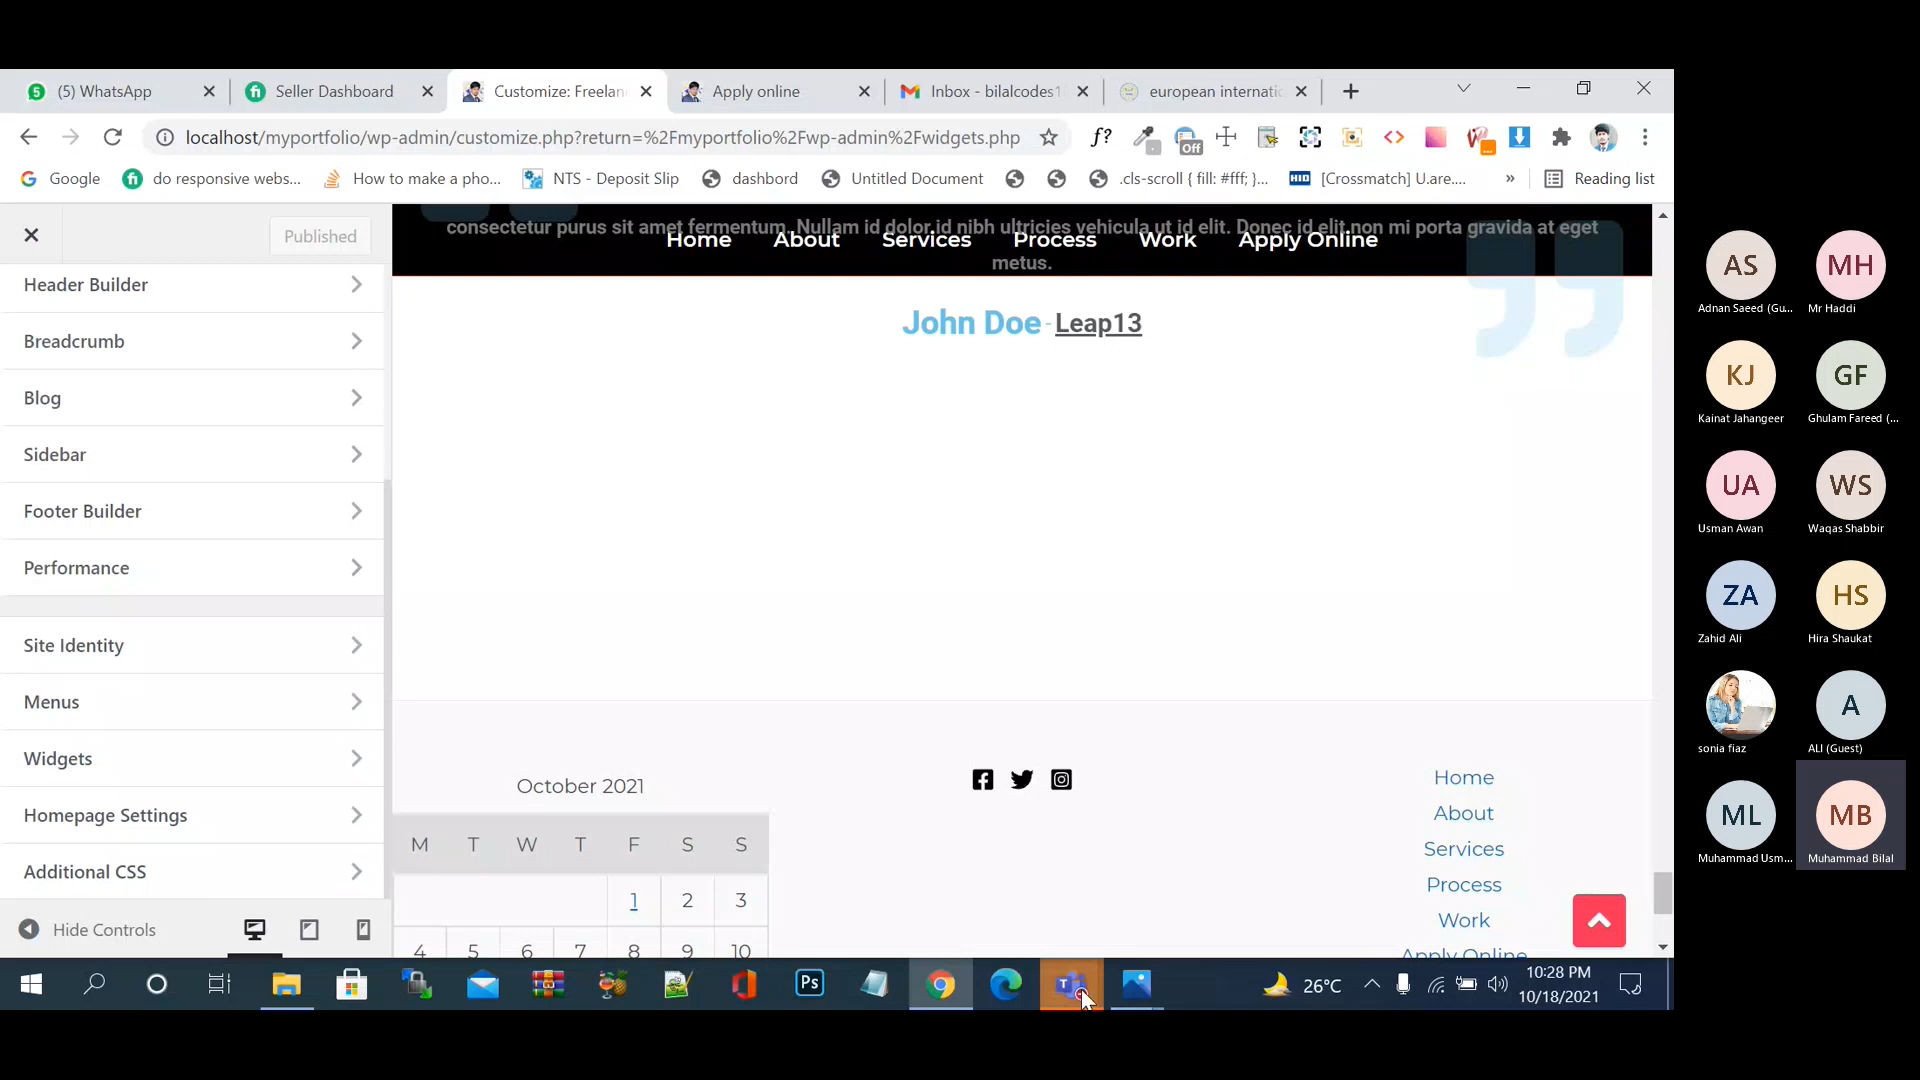 (5) WhatsApp
Seller Dashboard
Customize: Freelan
Apply online
Inbox - bilalcodes1
european internati
localhost/myportfolio/wp-admin/customize.php?return=%2Fmyportfolio%2Fwp-admin%2Fwidgets.php
f?
Off
Google
do responsive webs...
How to make a pho...
NTS - Deposit Slip
dashbord
Untitled Document
.cls-scroll { fill: #fff; }...
HID
[Crossmatch] U.are....
»
Reading list
Published
Header Builder
Breadcrumb
Blog
Sidebar
Footer Builder
Performance
Site Identity
Menus
Widgets
Homepage Settings
Additional CSS
Hide Controls
consectetur purus sit amet fermentum. Nullam id dolor id nibh ultricies vehicula ut id elit. Donec id elit non mi porta gravida at eget
metus.
Home About Services Process Work Apply Online
John Doe - Leap13
October 2021
M T W T F S S
1 2 3
4 5 6 7 8 9 10
Home
About
Services
Process
Work
Apply Online
Ps
T
26°C
10:28 PM
10/18/2021
AS
Adnan Saeed (Gu...
MH
Mr Haddi
KJ
Kainat Jahangeer
GF
Ghulam Fareed (...
UA
Usman Awan
WS
Waqas Shabbir
ZA
Zahid Ali
HS
Hira Shaukat
sonia fiaz
A
ALI (Guest)
ML
Muhammad Usm...
MB
Muhammad Bilal